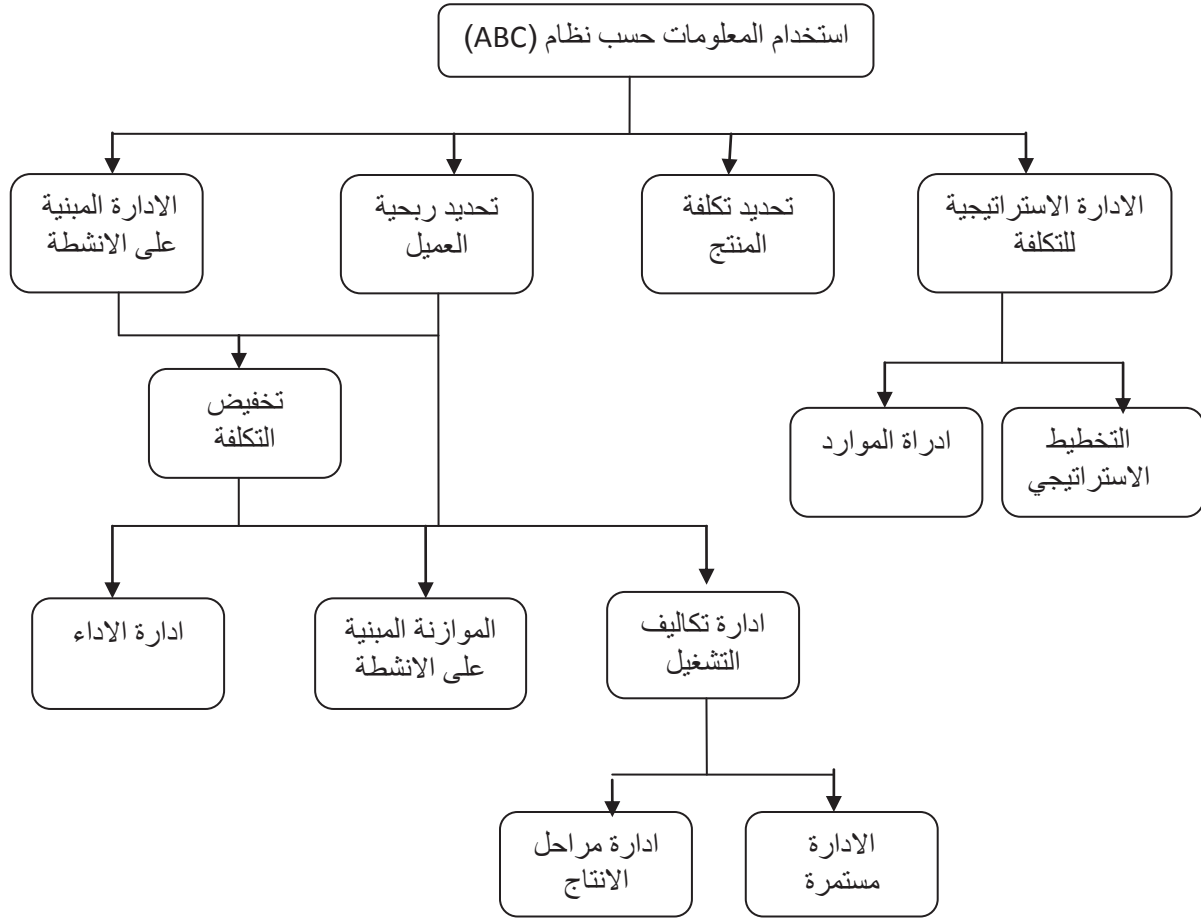 استخدام المعلومات حسب نظام (ABC)
الادارة الاستراتيجية
للتكلفة
تحديد تكلفة
المنتج
تحديد ربحية
العميل
الادارة المبنية
على الانشطة
تخفيض
التكلفة
التخطيط
الاستراتيجي
ادراة الموارد
ادارة تكاليف
التشغيل
الموازنة المبنية
على الانشطة
ادارة الاداء
الادارة
مستمرة
ادارة مراحل
الانتاج